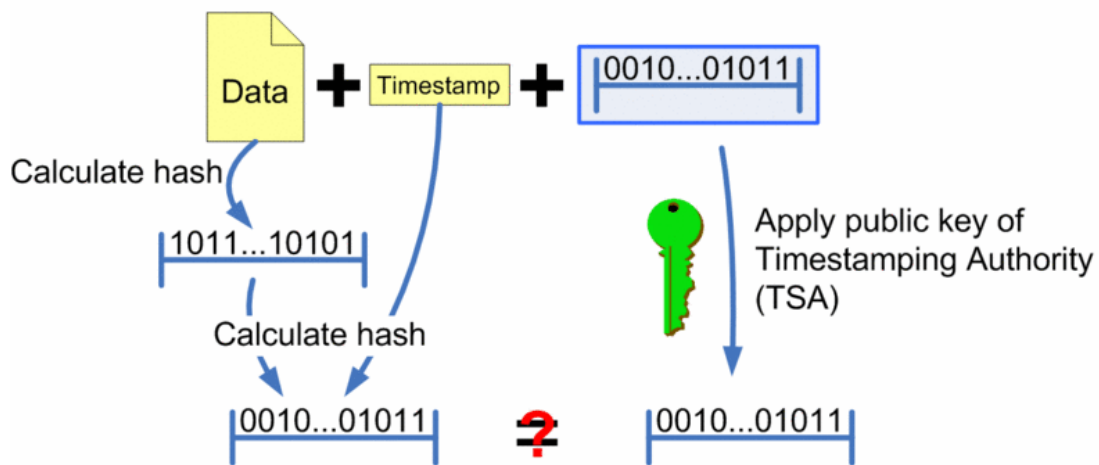 Data
+
Timestamp
+
0010...01011
Calculate hash
1011...10101
Apply public key of
Timestamping Authority
(TSA)
Calculate hash
0010...01011
=
?
0010...01011